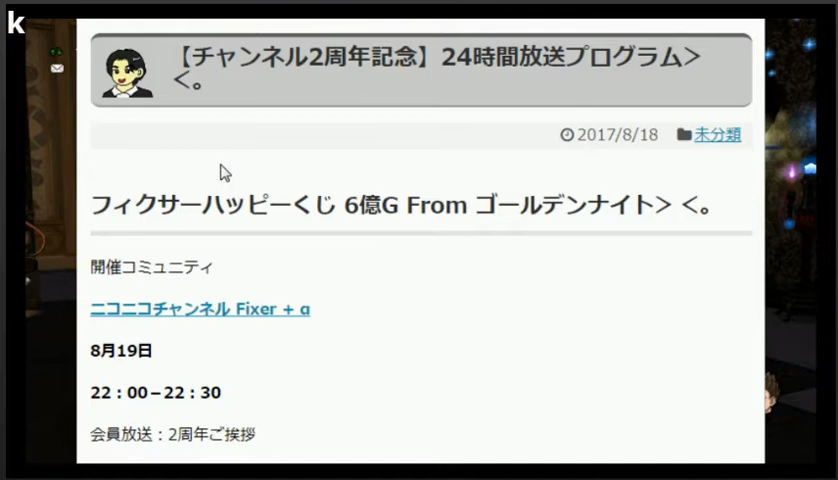 k
【チャンネル2周年記念】24時間放送プログラム＞
＜。
2017/8/18 未分類
フィクサーハッピーくじ 6億G From ゴールデンナイト＞ ＜。
開催コミュニティ
ニコニコチャンネル Fixer + α
8月19日
22：00－22：30
会員放送：2周年ご挨拶